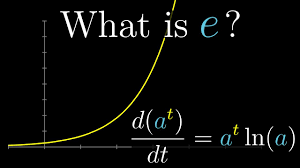 What is e?
d(a^t)/dt = a^t ln(a)